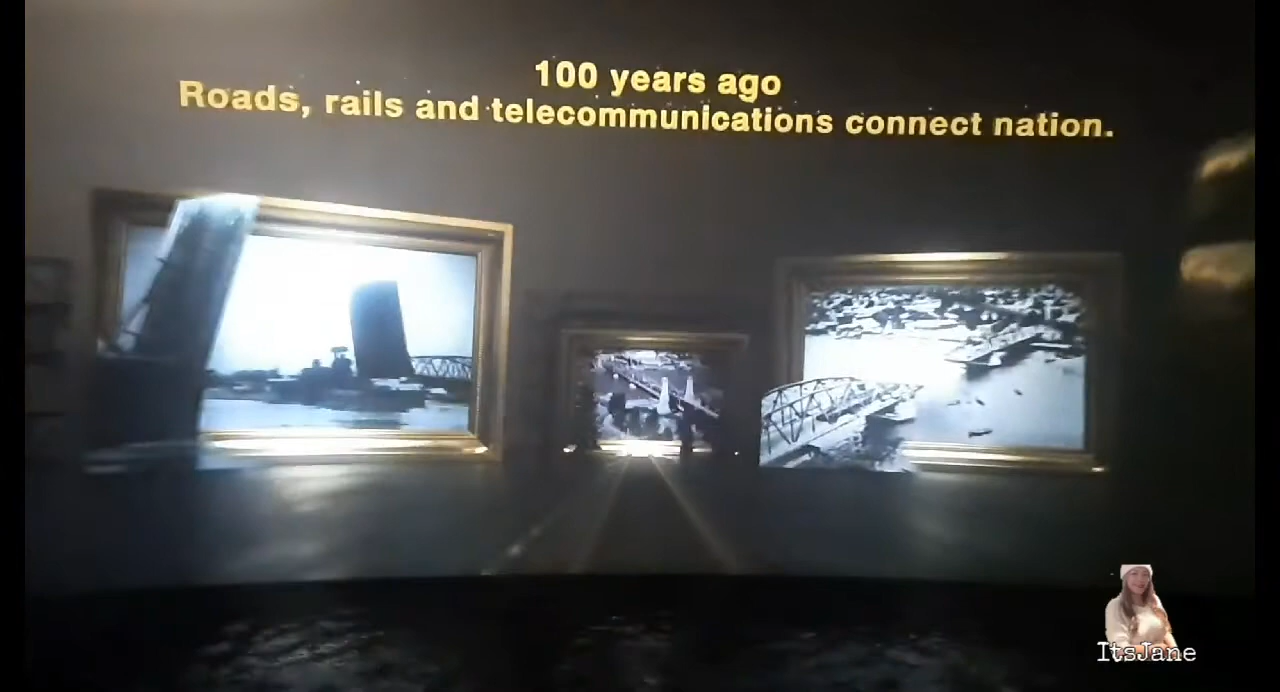 100 years ago
Roads, rails and telecommunications connect nation.
ItsJane